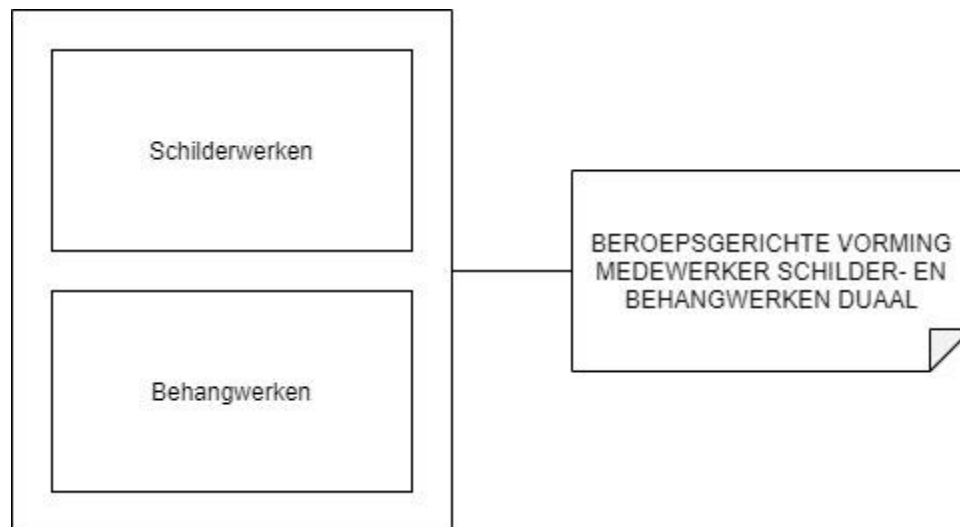 Schilderwerken
BEROEPSGERICHTE VORMING
MEDEWERKER SCHILDER- EN
BEHANGWERKEN DUAAL
Behangwerken